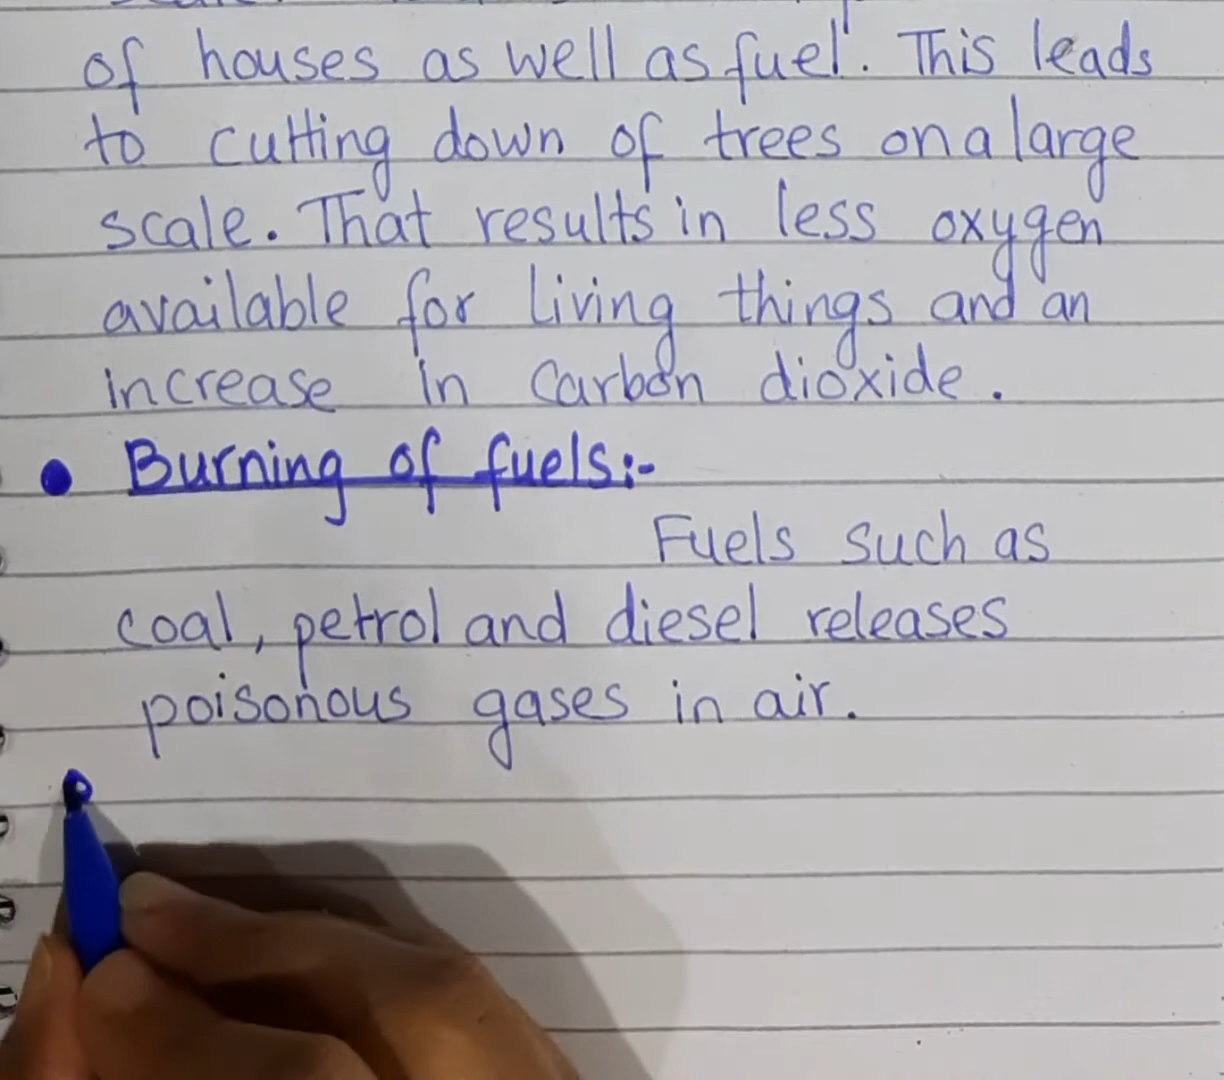 of houses as well as fuel. This leads
to cutting down of trees on a large
scale. That results in less oxygen
available for living things and an
increase in Carbon dioxide.
• Burning of fuels:-
Fuels such as
coal, petrol and diesel releases
poisonous gases in air.